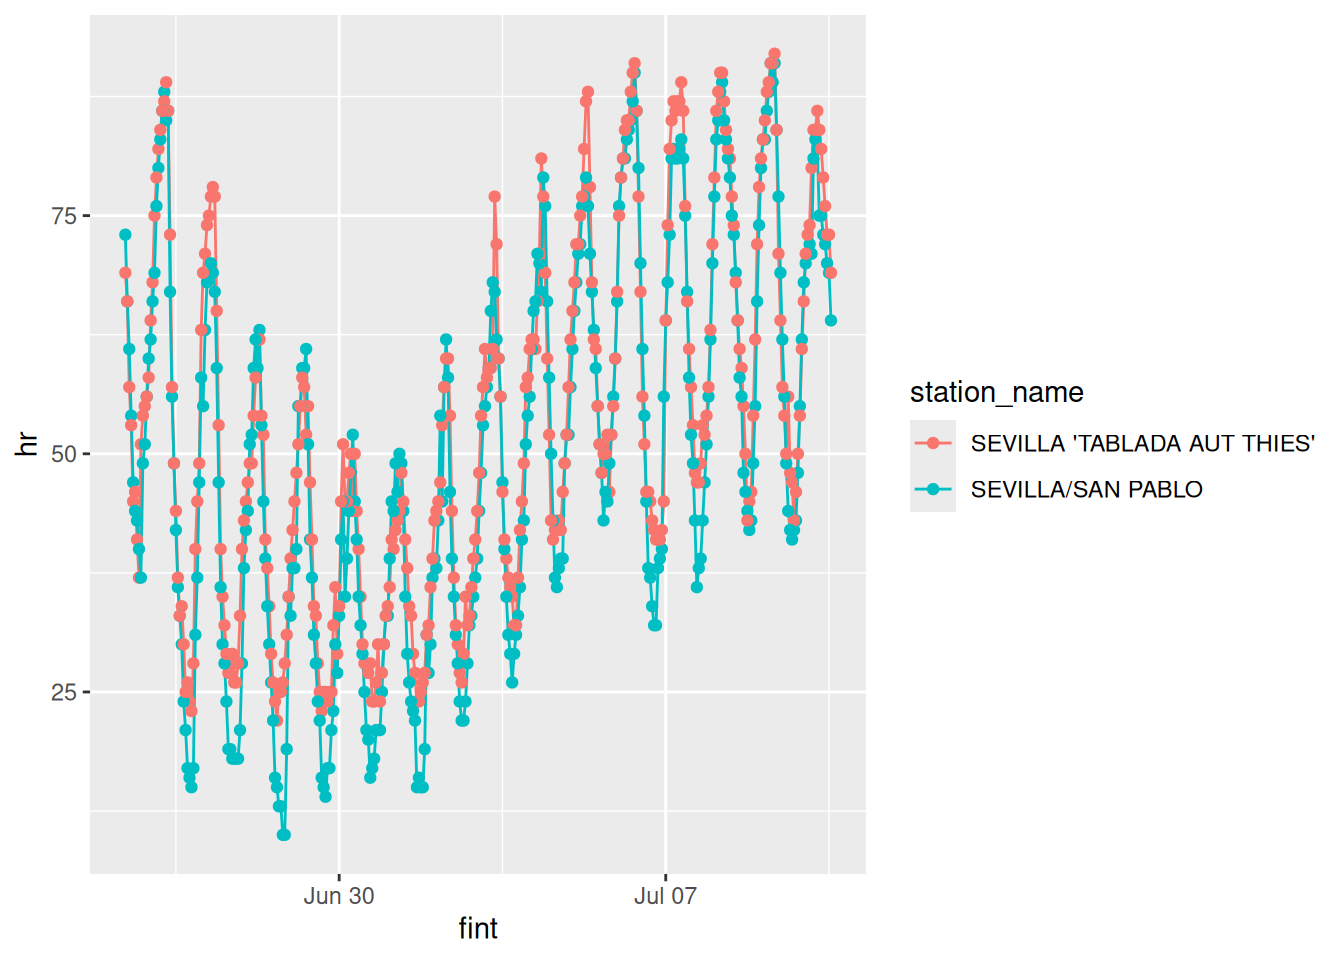 hr
75
50
25
Jun 30
Jul 07
fint
station_name
SEVILLA 'TABLADA AUT THIES'
SEVILLA/SAN PABLO